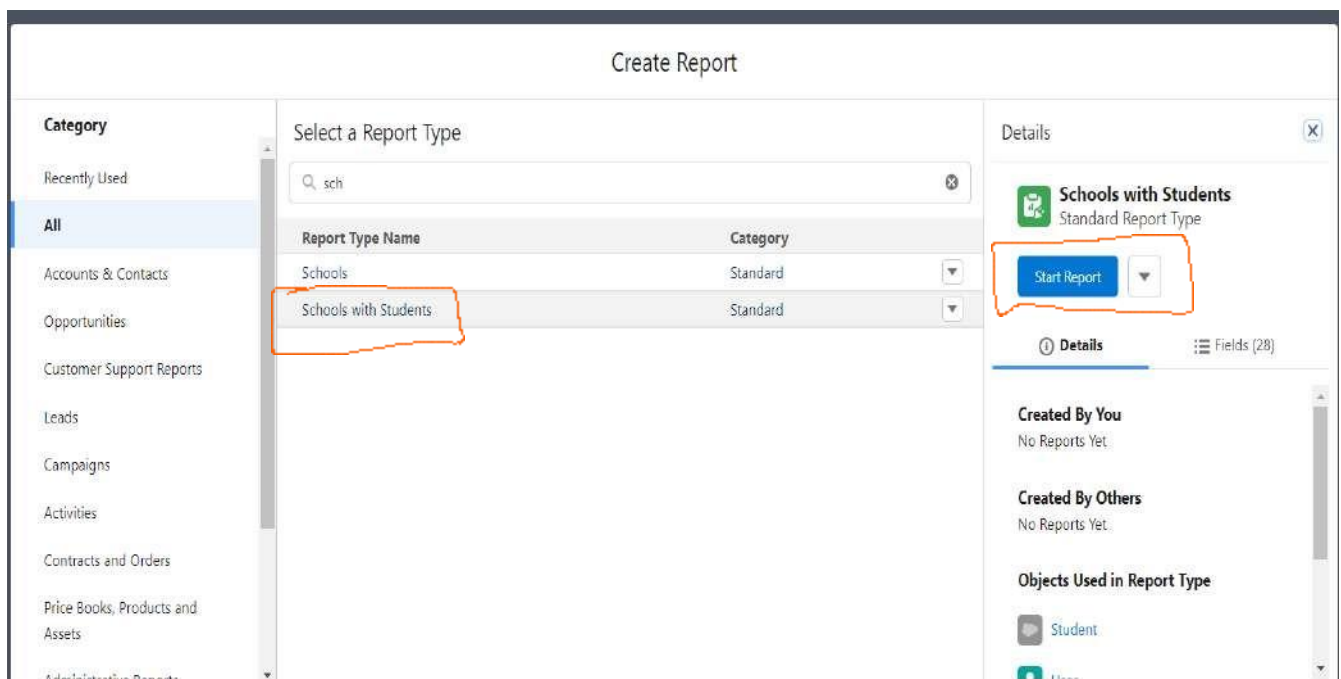 Create Report
Category
Recently Used
All
Accounts & Contacts
Opportunities
Customer Support Reports
Leads
Campaigns
Activities
Contracts and Orders
Price Books, Products and
Assets
Select a Report Type
sch
Report Type Name Category
Schools Standard
Schools with Students Standard
Details
Schools with Students
Standard Report Type
Start Report
Details Fields (28)
Created By You
No Reports Yet
Created By Others
No Reports Yet
Objects Used in Report Type
Student